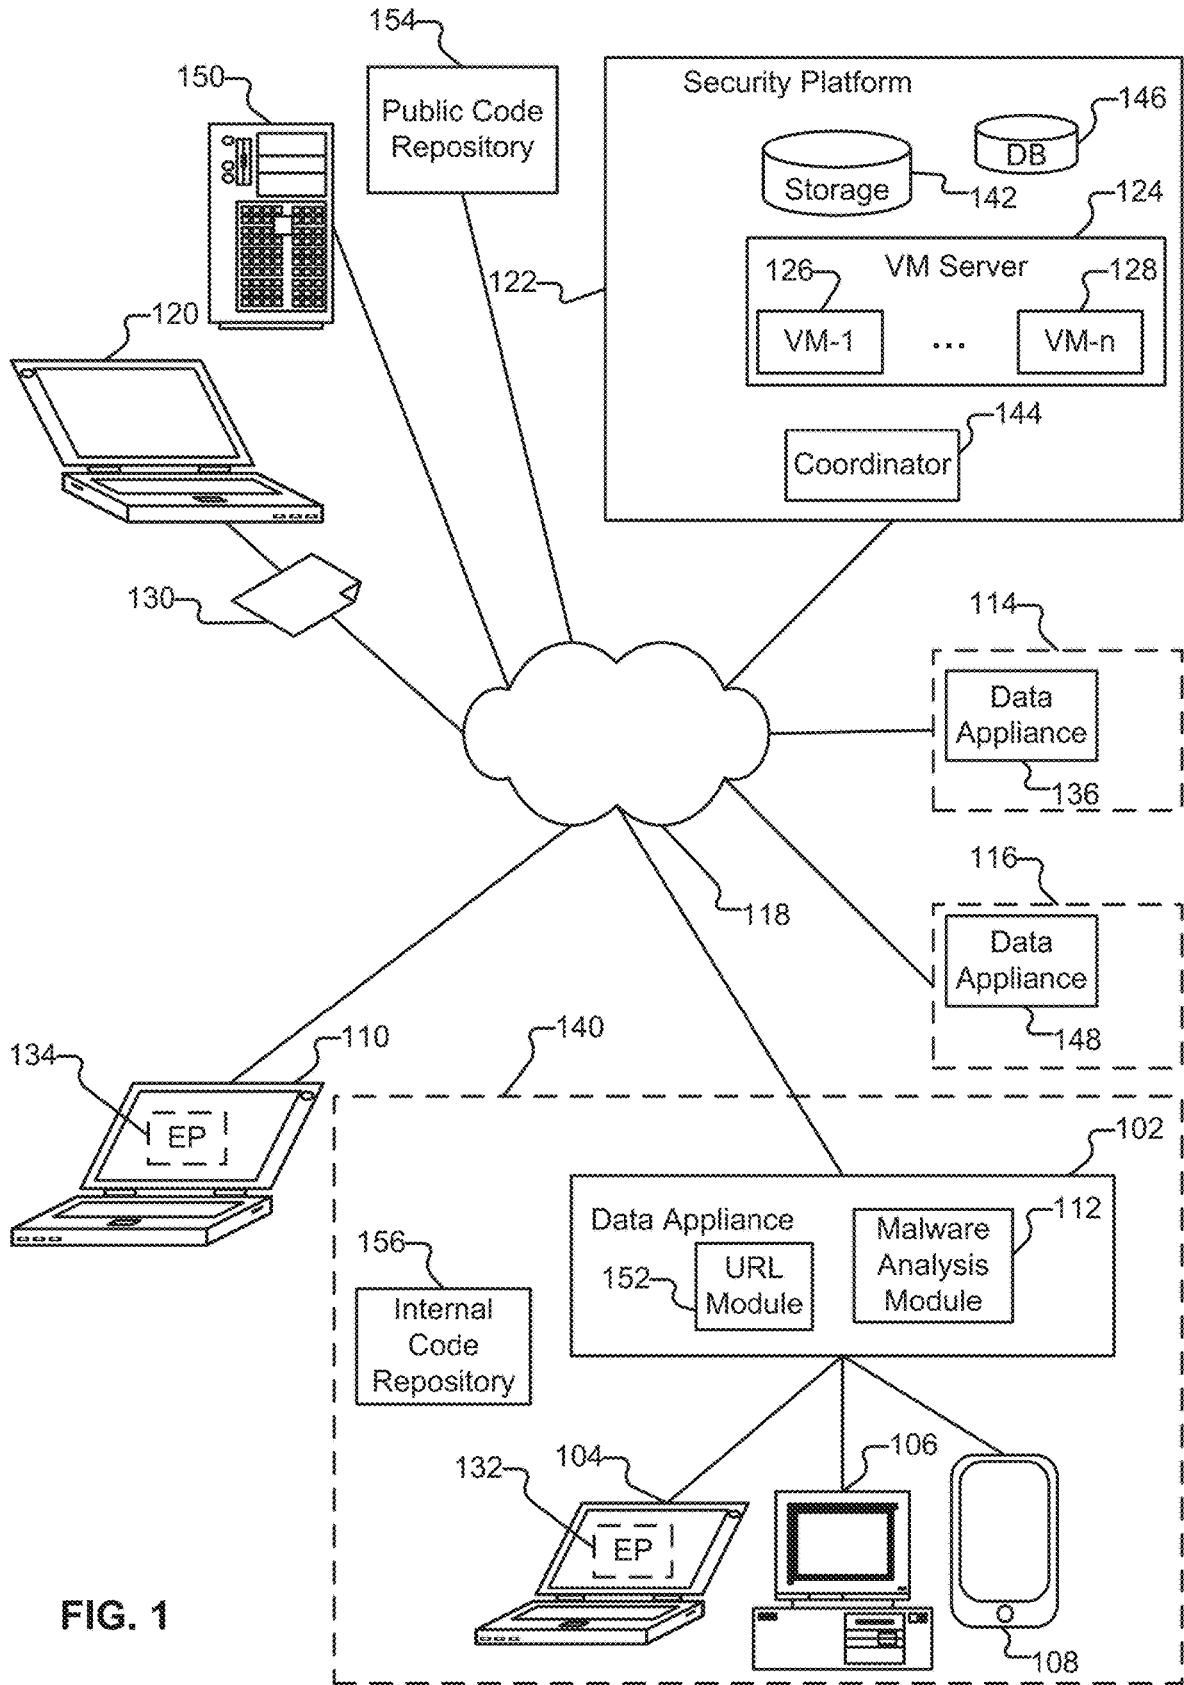 154
150
Public Code
Repository
Security Platform
146
DB
Storage
142
124
VM Server
126
128
122
VM-1
...
VM-n
120
144
Coordinator
130
114
Data
Appliance
136
116
118
Data
Appliance
148
134
110
140
EP
102
Data Appliance
112
Malware
Analysis
Module
156
152
URL
Module
Internal
Code
Repository
132
104
106
EP
FIG. 1
108